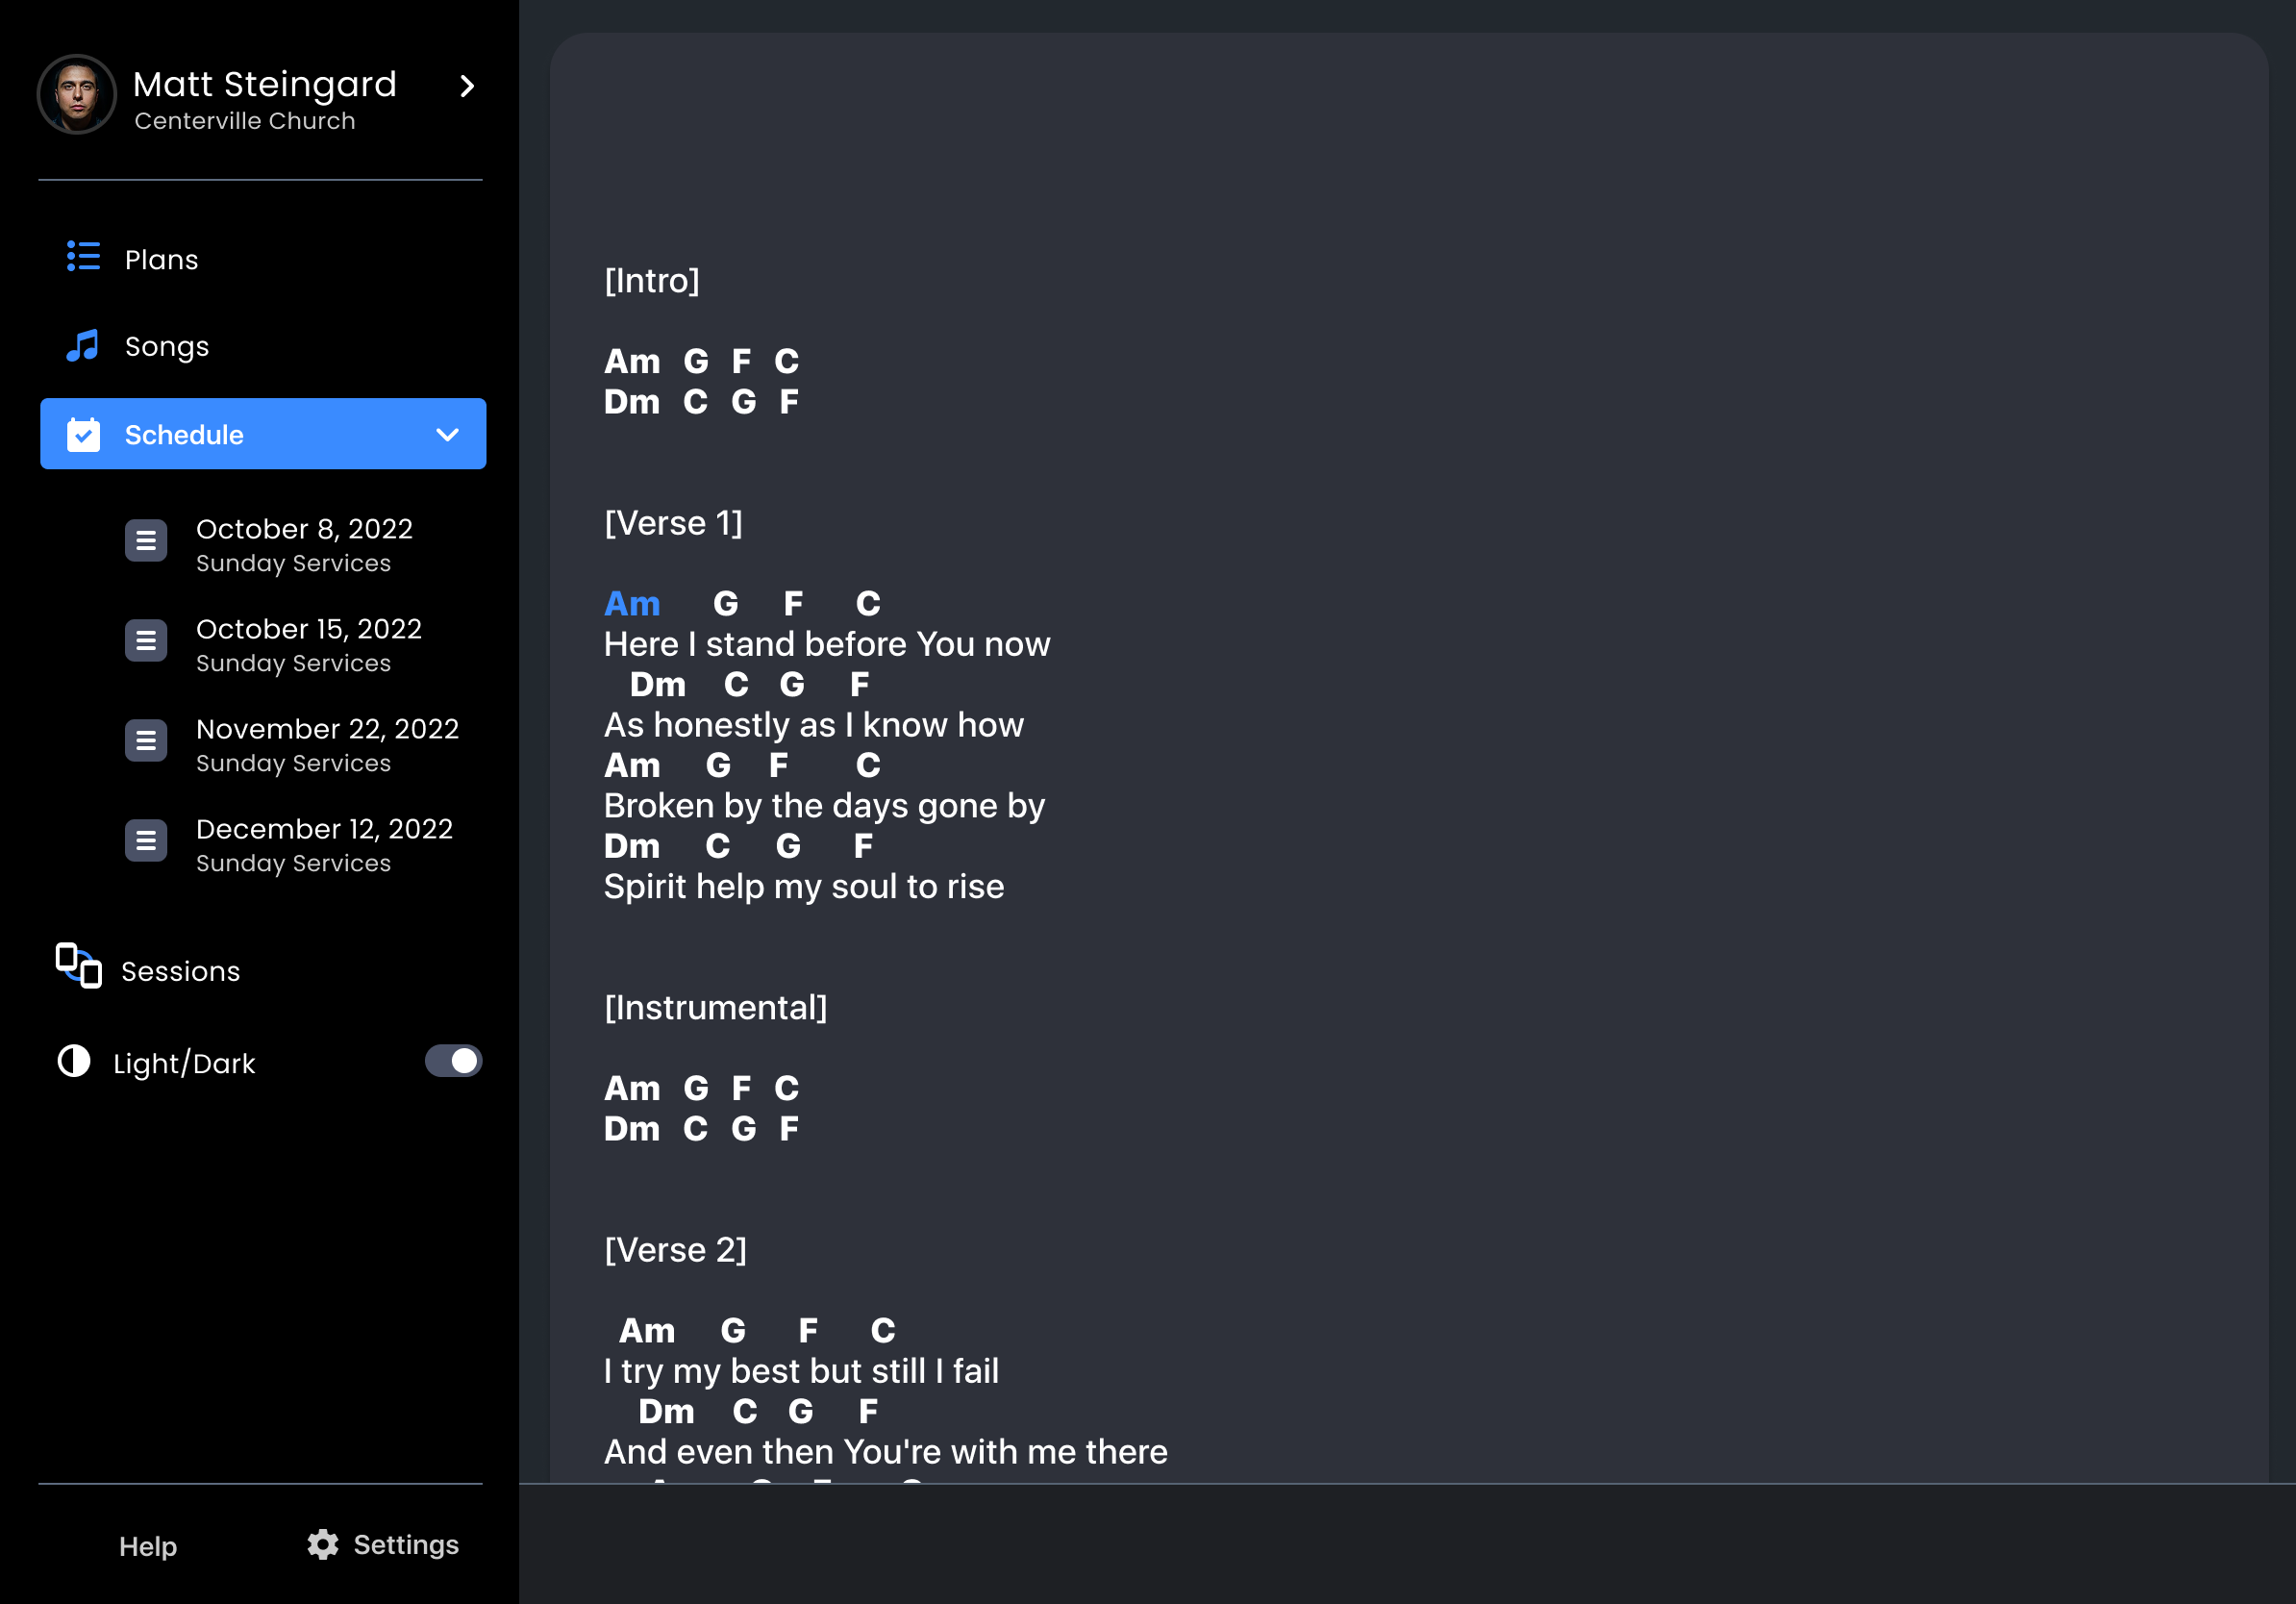 Matt Steingard
Centerville Church
Plans
Songs
Schedule
October 8, 2022
Sunday Services
October 15, 2022
Sunday Services
November 22, 2022
Sunday Services
December 12, 2022
Sunday Services
Sessions
Light/Dark
Help
Settings
[Intro]
Am G F C
Dm C G F
[Verse 1]
Am G F C
Here I stand before You now
Dm C G F
As honestly as I know how
Am G F C
Broken by the days gone by
Dm C G F
Spirit help my soul to rise
[Instrumental]
Am G F C
Dm C G F
[Verse 2]
Am G F C
I try my best but still I fail
Dm C G F
And even then You're with me there